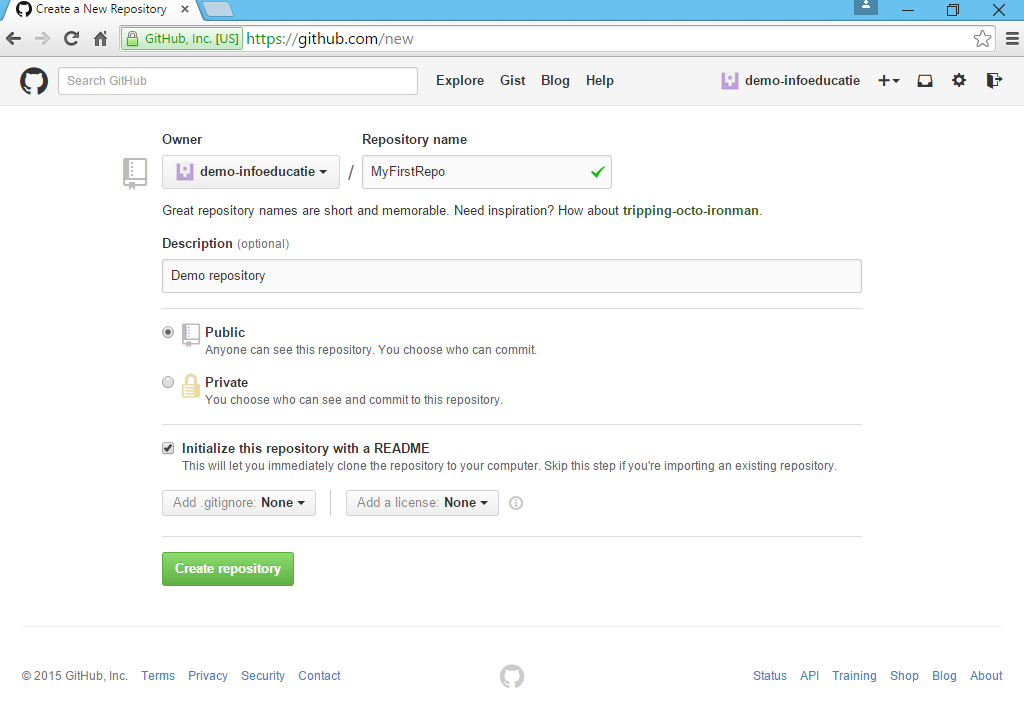 Create a New Repository
GitHub, Inc. [US] https://github.com/new
Search GitHub Explore Gist Blog Help demo-infoeducatie
Owner Repository name
demo-infoeducatie / MyFirstRepo
Great repository names are short and memorable. Need inspiration? How about tripping-octo-ironman.
Description (optional)
Demo repository
Public
Anyone can see this repository. You choose who can commit.
Private
You choose who can see and commit to this repository.
Initialize this repository with a README
This will let you immediately clone the repository to your computer. Skip this step if you're importing an existing repository.
Add .gitignore: None Add a license: None
Create repository
© 2015 GitHub, Inc. Terms Privacy Security Contact Status API Training Shop Blog About